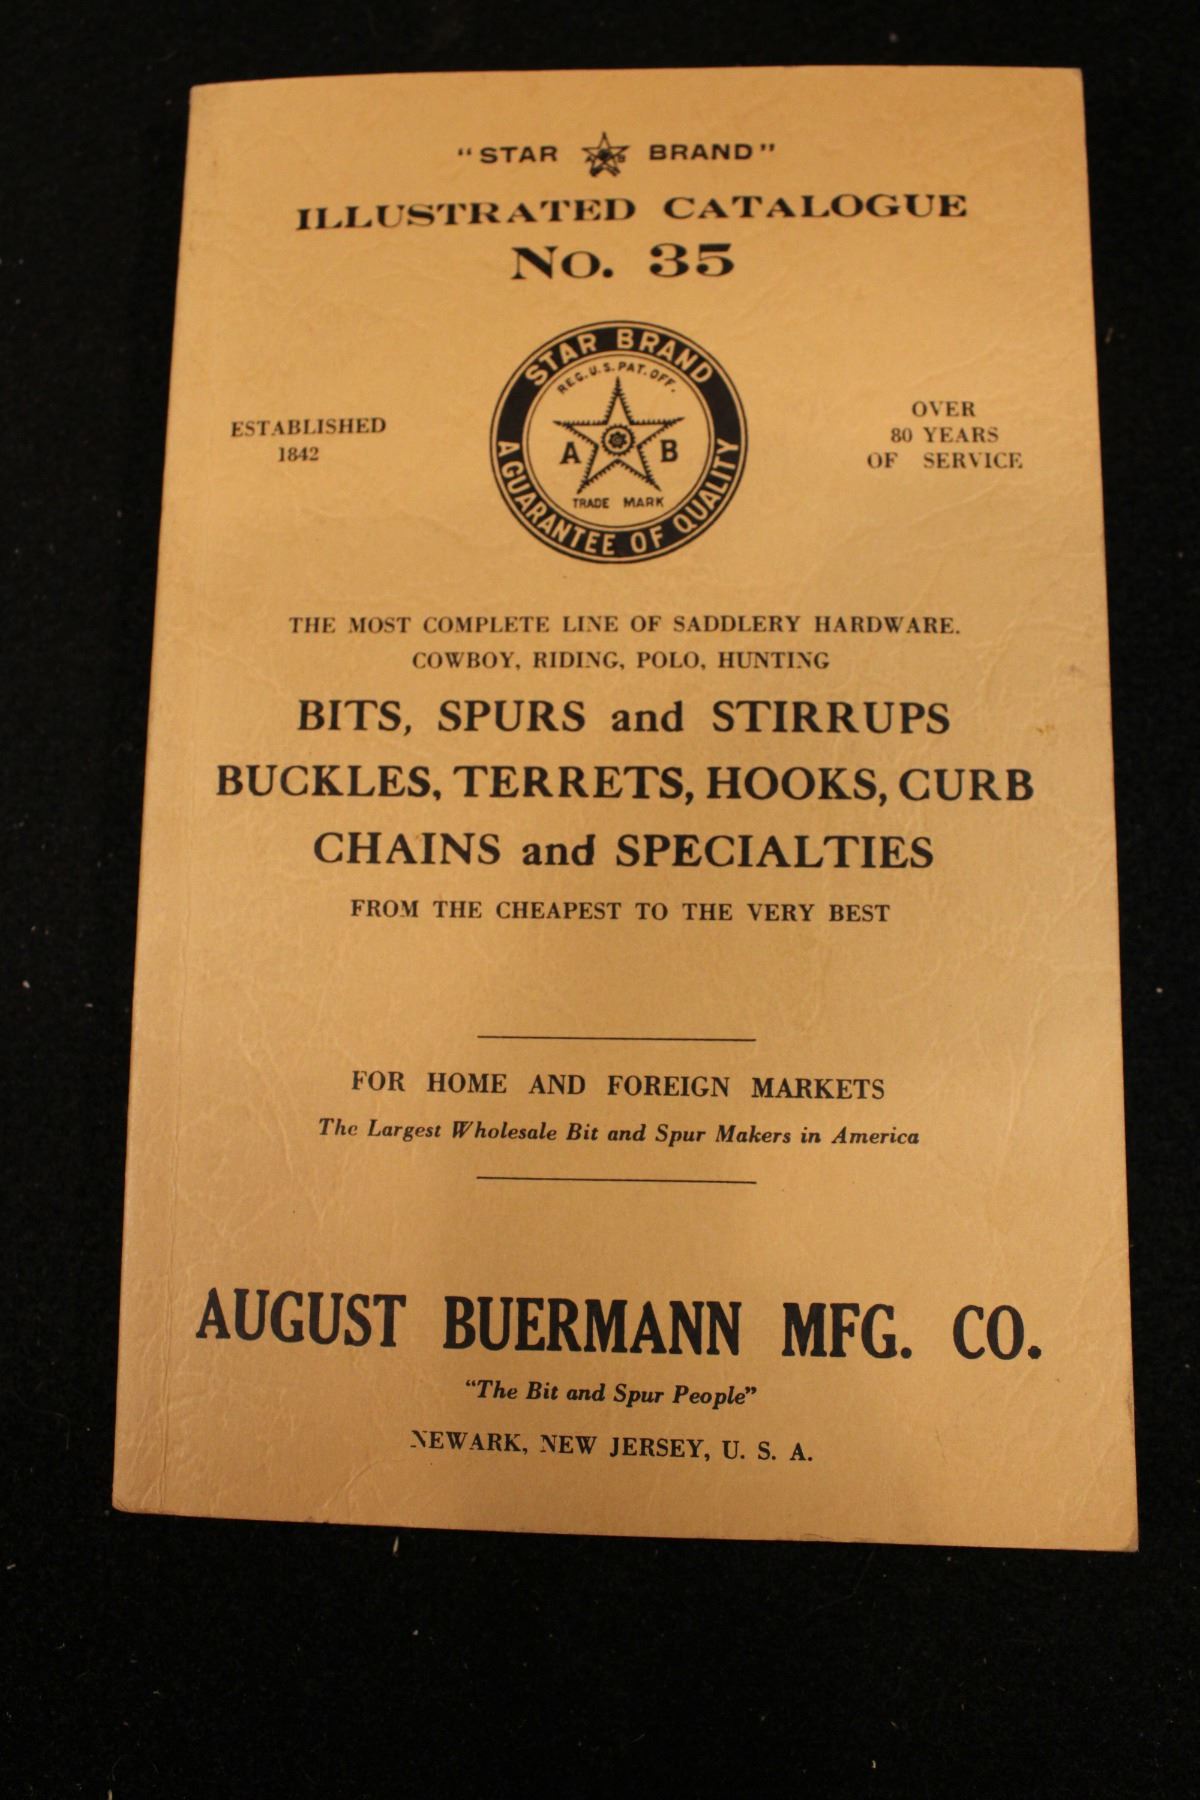 "STAR BRAND"
ILLUSTRATED CATALOGUE
No. 35
STAR BRAND
REG. U.S. PAT. OFF.
A B
TRADE MARK
A GUARANTEE OF QUALITY
ESTABLISHED
1842
OVER
80 YEARS
OF SERVICE
THE MOST COMPLETE LINE OF SADDLERY HARDWARE.
COWBOY, RIDING, POLO, HUNTING
BITS, SPURS and STIRRUPS
BUCKLES, TERRETS, HOOKS, CURB
CHAINS and SPECIALTIES
FROM THE CHEAPEST TO THE VERY BEST
FOR HOME AND FOREIGN MARKETS
The Largest Wholesale Bit and Spur Makers in America
AUGUST BUERMANN MFG. CO.
"The Bit and Spur People"
NEWARK, NEW JERSEY, U. S. A.